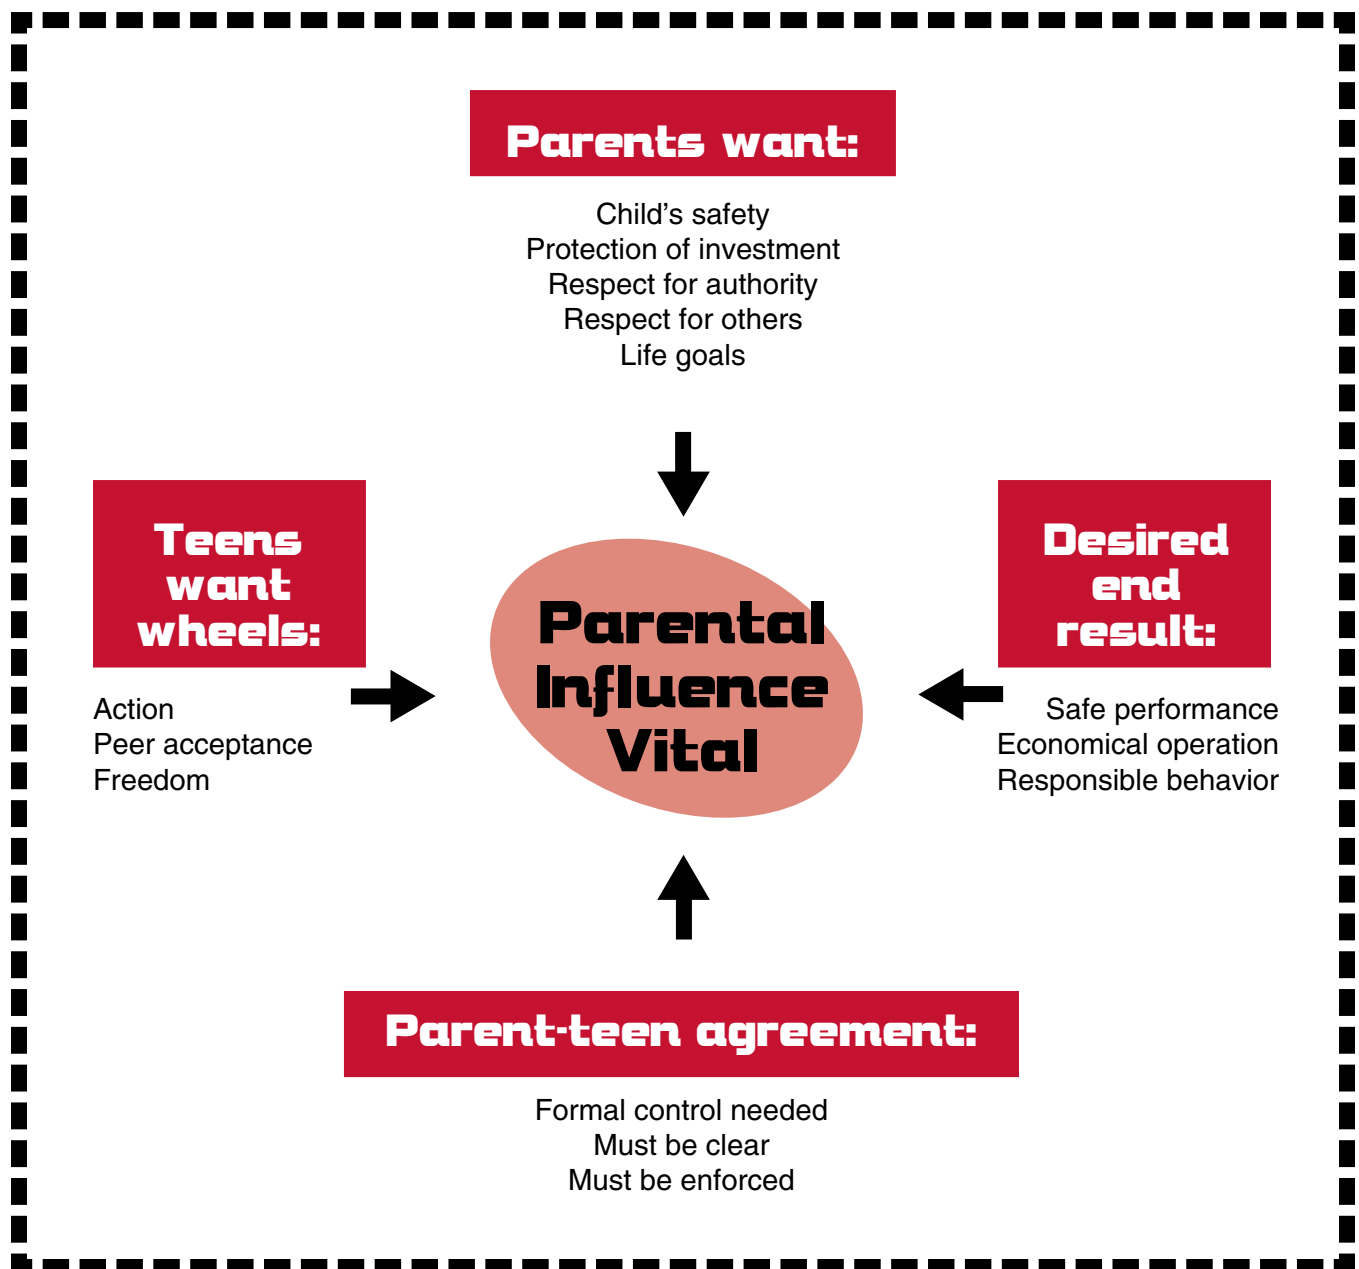 Parents want:
Child’s safety
Protection of investment
Respect for authority
Respect for others
Life goals
Teens
want
wheels:
Action
Peer acceptance
Freedom
Parental
Influence
Vital
Desired
end
result:
Safe performance
Economical operation
Responsible behavior
Parent-teen agreement:
Formal control needed
Must be clear
Must be enforced